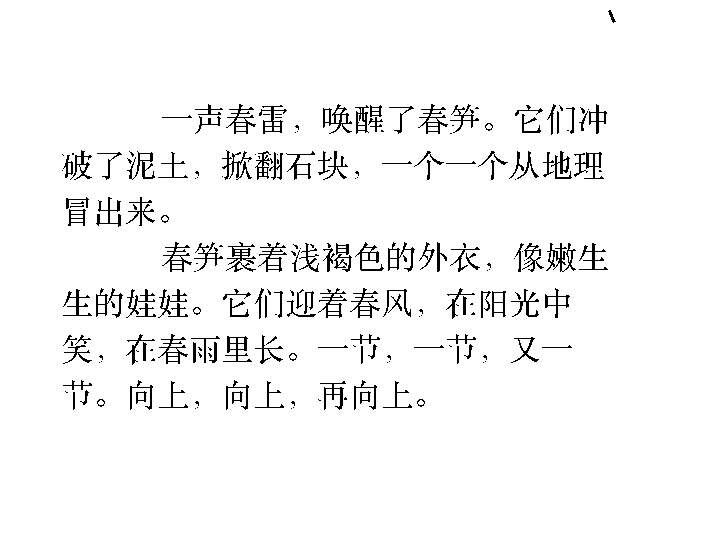 一声春雷，唤醒了春笋。它们冲
破了泥土，掀翻石块，一个一个从地理
冒出来。
春笋裹着浅褐色的外衣，像嫩生
生的娃娃。它们迎着春风，在阳光中
笑，在春雨里长。一节，一节，又一
节。向上，向上，再向上。